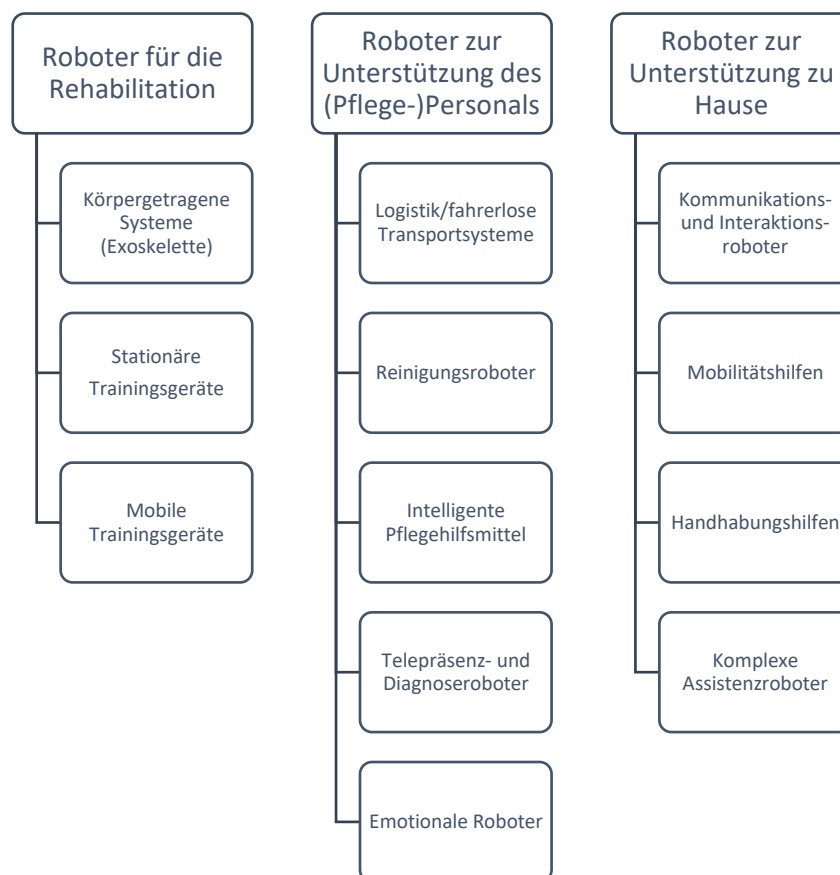 Roboter für die
Rehabilitation
Körpergetragene
Systeme
(Exoskelette)
Stationäre
Trainingsgeräte
Mobile
Trainingsgeräte
Roboter zur
Unterstützung des
(Pflege-)Personals
Logistik/fahrerlose
Transportsysteme
Reinigungsroboter
Intelligente
Pflegehilfsmittel
Telepräsenz- und
Diagnoseroboter
Emotionale Roboter
Roboter zur
Unterstützung zu
Hause
Kommunikations-
und Interaktions-
roboter
Mobilitätshilfen
Handhabungshilfen
Komplexe
Assistenzroboter